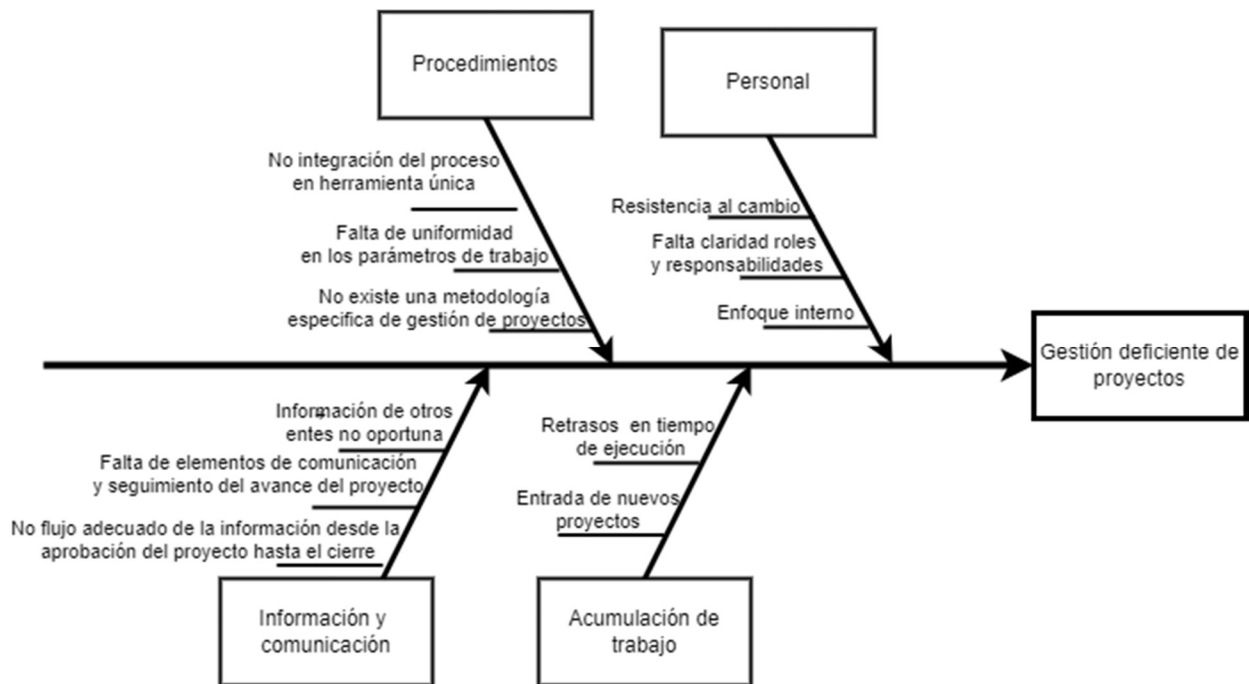 Procedimientos
Personal
No integración del proceso
en herramienta única
Falta de uniformidad
en los parámetros de trabajo
No existe una metodología
especifica de gestión de proyectos
Resistencia al cambio
Falta claridad roles
y responsabilidades
Enfoque interno
Gestión deficiente de
proyectos
Información de otros
entes no oportuna
Falta de elementos de comunicación
y seguimiento del avance del proyecto
No flujo adecuado de la información desde la
aprobación del proyecto hasta el cierre
Retrasos en tiempo
de ejecución
Entrada de nuevos
proyectos
Información y
comunicación
Acumulación de
trabajo